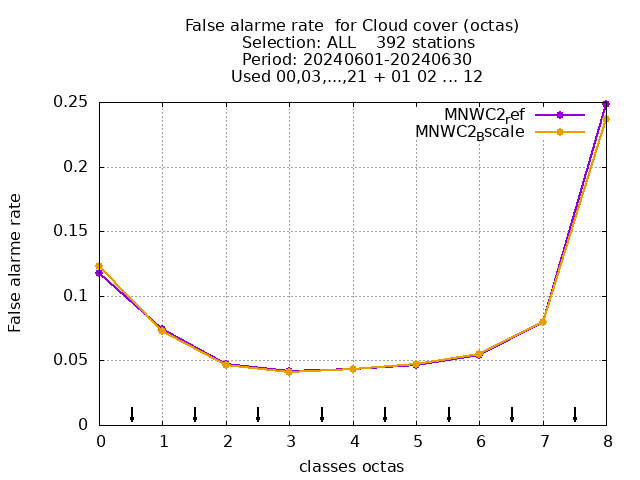 False alarme rate  for Cloud cover (octas)
Selection: ALL    392 stations
Period: 20240601-20240630
Used 00,03,...,21 + 01 02 ... 12
MNWC2ref
MNWC2Bscale
0.25
0.2
0.15
0.1
0.05
0
False alarme rate
0 1 2 3 4 5 6 7 8
classes octas